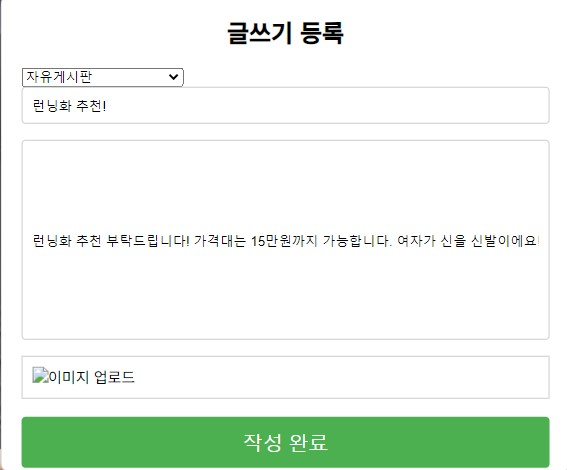 글쓰기 등록
자유게시판
런닝화 추천!
런닝화 추천 부탁드립니다! 가격대는 15만원까지 가능합니다. 여자가 신을 신발이에요
이미지 업로드
작성 완료